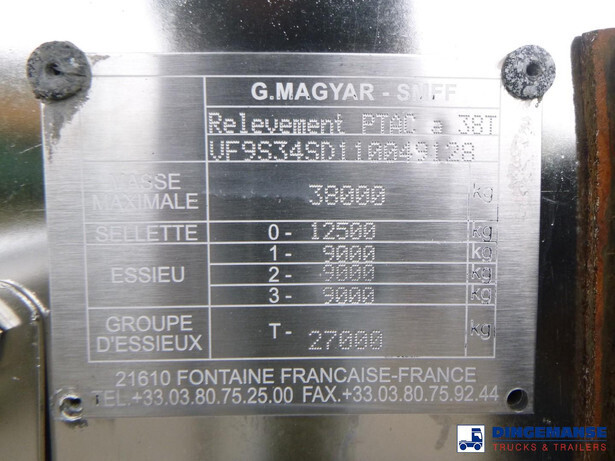 G.MAGYAR - SMFF
Relevement PTAC a 38T
VF9S34SD110049128
MASSE MAXIMALE 38000 kg
SELLETTE 0- 12500 kg
ESSIEU 1- 9000 kg
2- 9000 kg
3- 9000 kg
GROUPE D'ESSIEUX T- 27000 kg
21610 FONTAINE FRANCAISE-FRANCE
TEL.+33.03.80.75.25.00 FAX.+33.03.80.75.92.44
DINGEMANSE
TRUCKS & TRAILERS